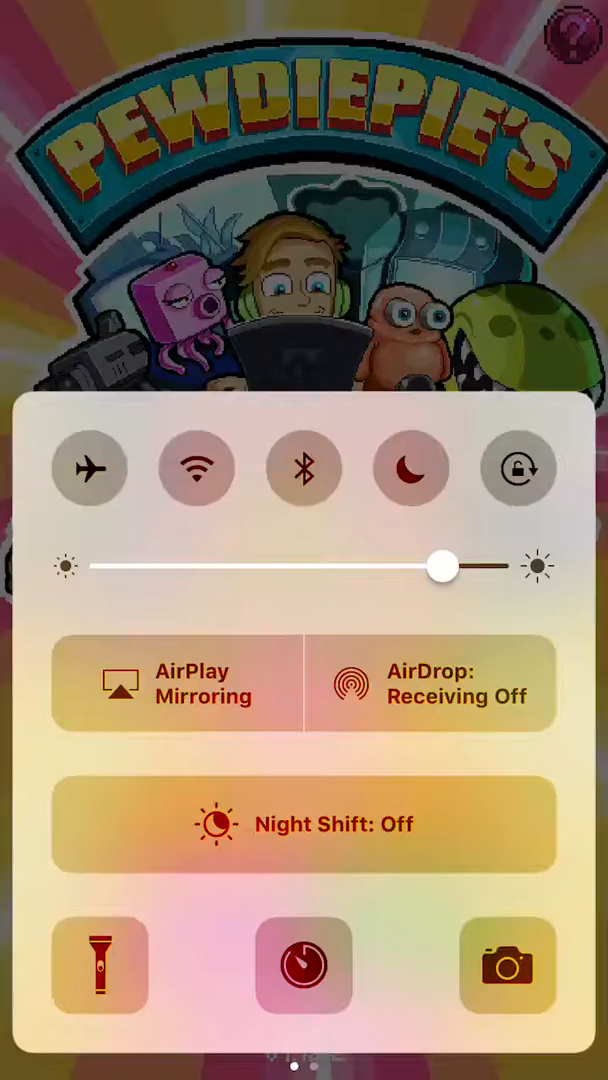 PEWDIEPIE'S
AirPlay
Mirroring
AirDrop:
Receiving Off
Night Shift: Off